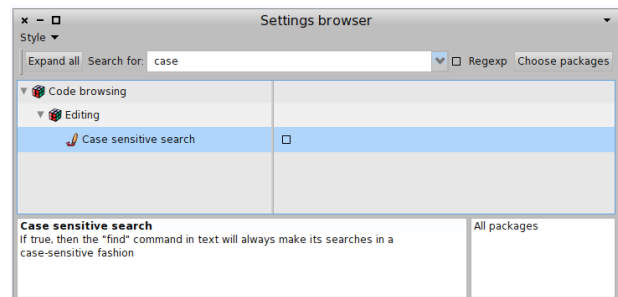 Settings browser
Style
Expand all Search for: case Regexp Choose packages
Code browsing
Editing
Case sensitive search
Case sensitive search
If true, then the "find" command in text will always make its searches in a
case-sensitive fashion
All packages